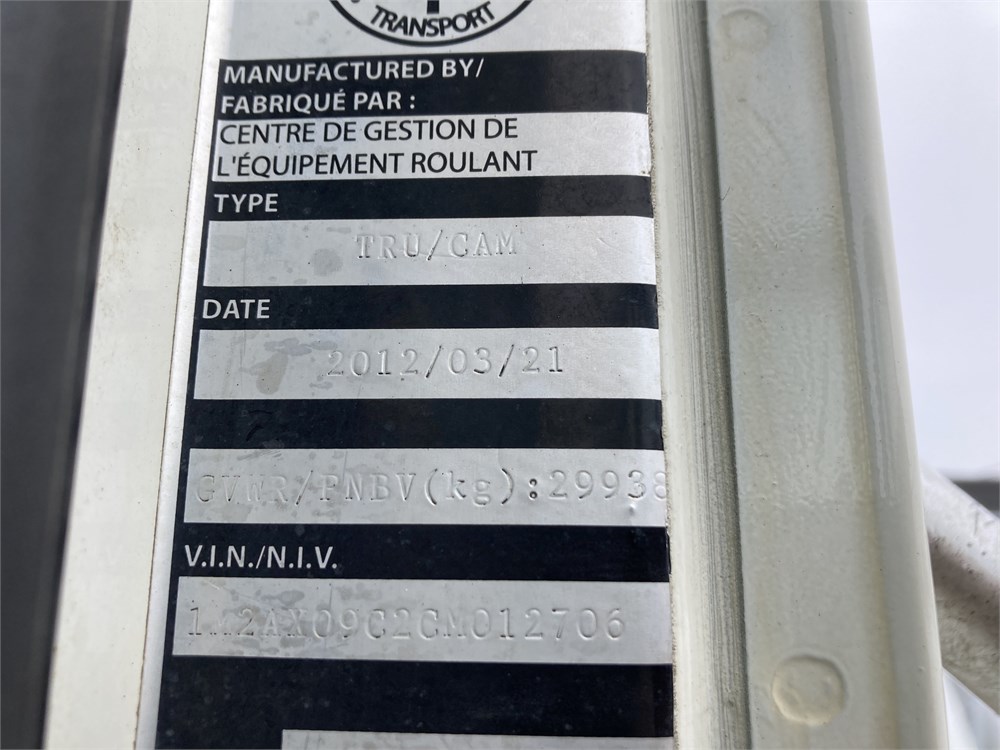 TRANSPORT
MANUFACTURED BY/
FABRIQUÉ PAR :
CENTRE DE GESTION DE
L'ÉQUIPEMENT ROULANT
TYPE
TRU/CAM
DATE
2012/03/21
GVWR/PNBV(kg):29938
V.I.N./N.I.V.
1M2AX09C2CM012706